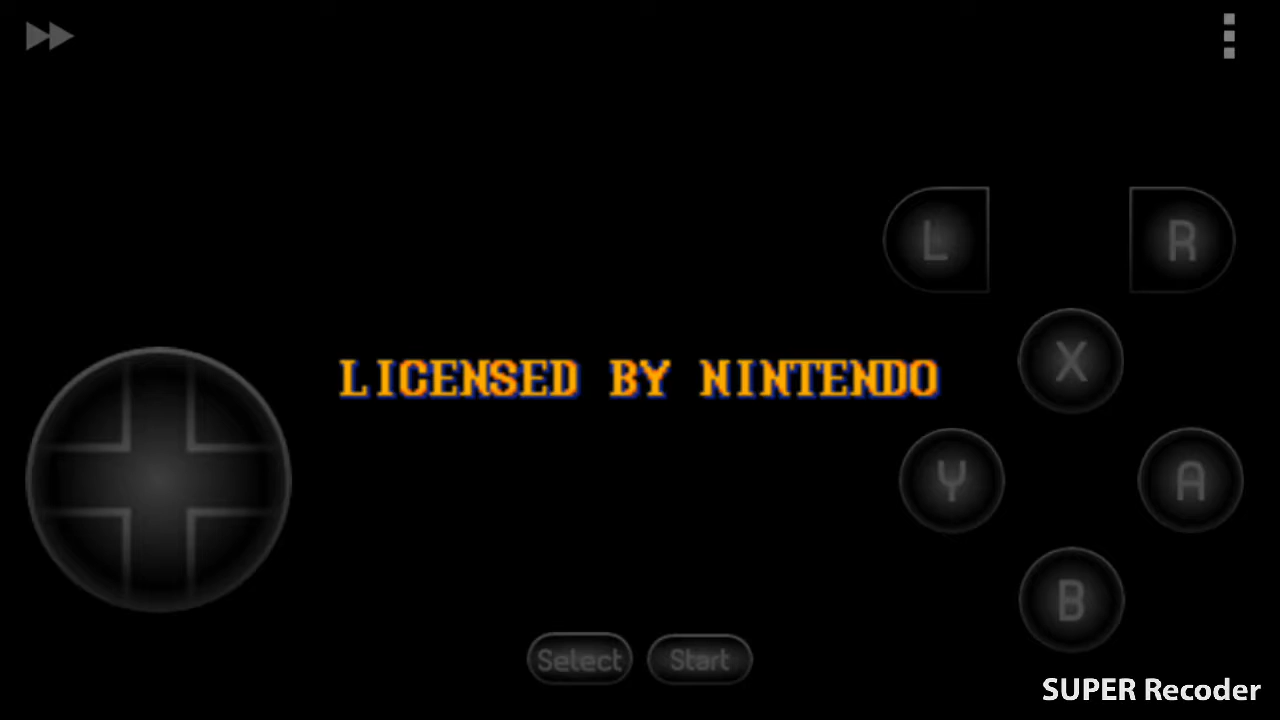 L
R
X
LICENSED BY NINTENDO
Y
A
B
Select
Start
SUPER Recoder